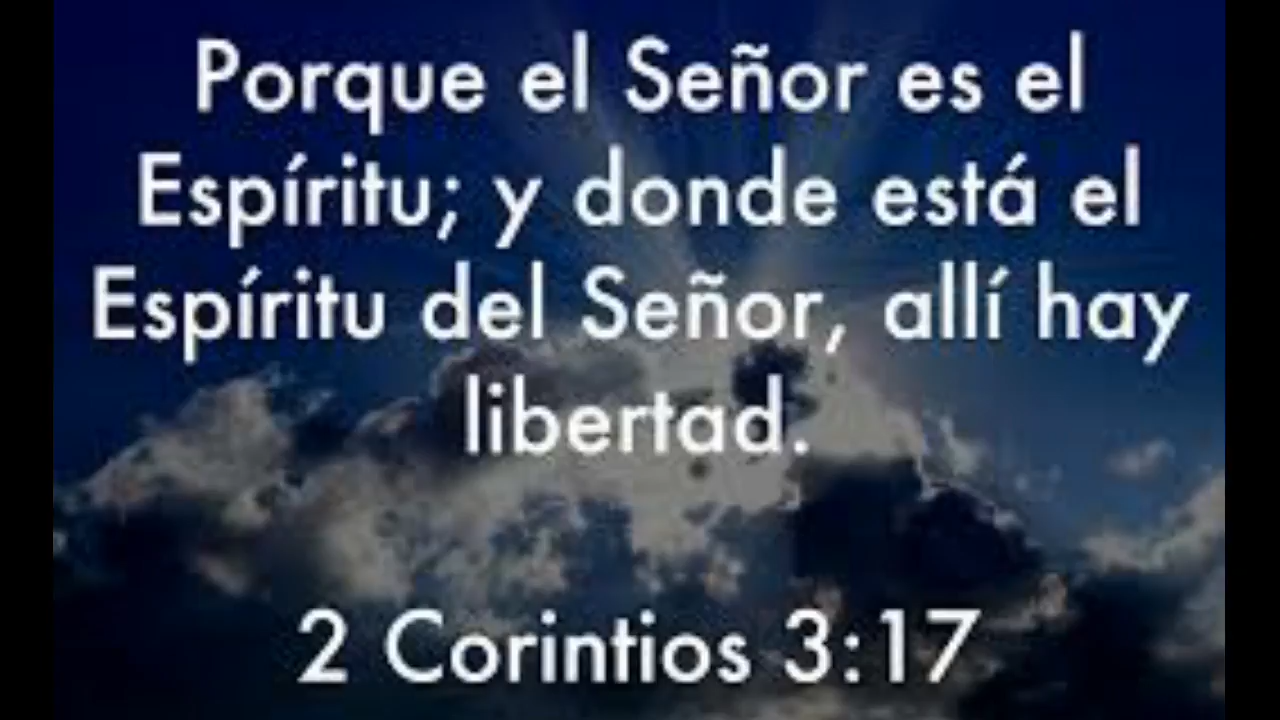 Porque el Señor es el
Espíritu; y donde está el
Espíritu del Señor, allí hay
libertad.
2 Corintios 3:17